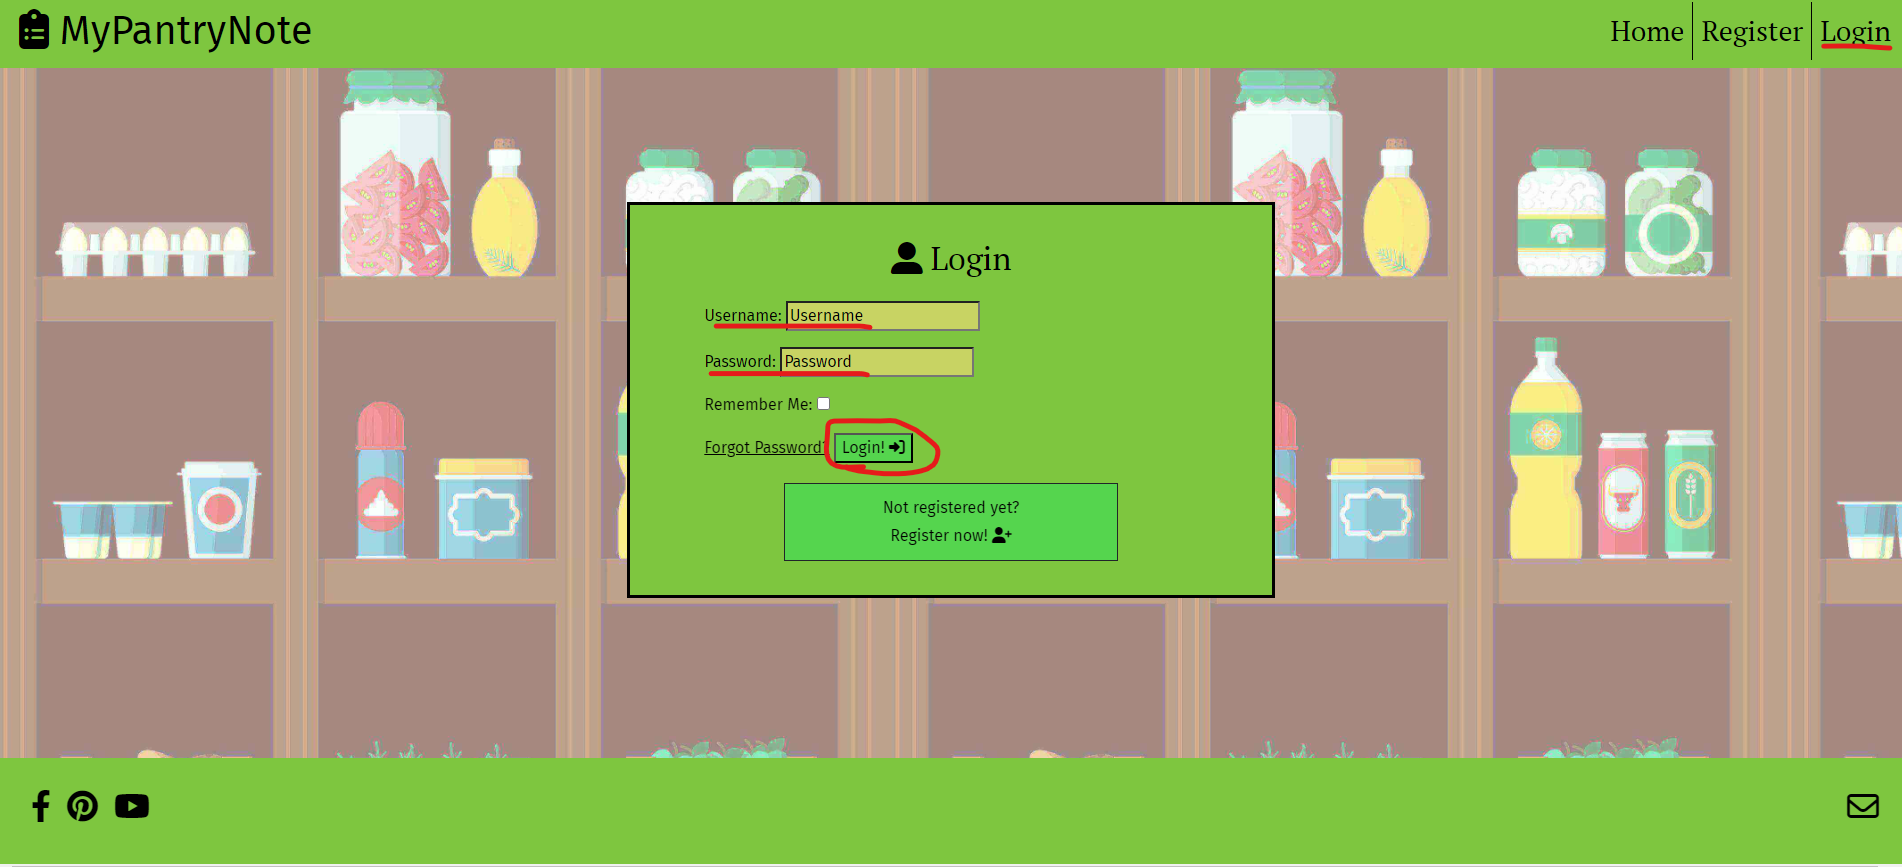 MyPantryNote
Home Register Login
Login
Username: Username
Password: Password
Remember Me:
Forgot Password? Login!
Not registered yet?
Register now!